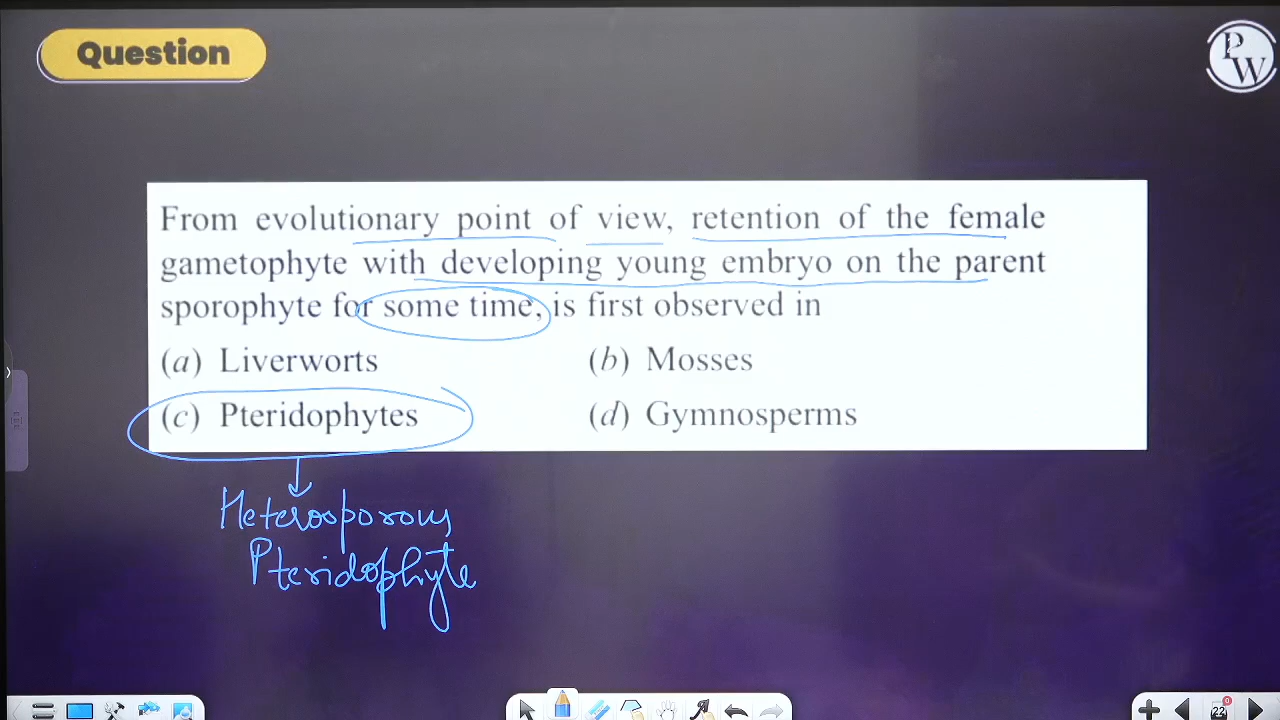 Question
PW
From evolutionary point of view, retention of the female
gametophyte with developing young embryo on the parent
sporophyte for some time, is first observed in
(a) Liverworts
(b) Mosses
(c) Pteridophytes
(d) Gymnosperms
Heterosporous
Pteridophyte